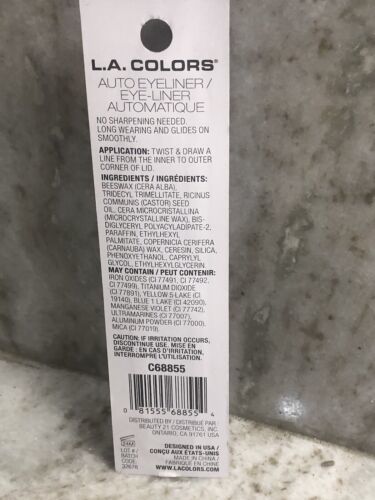 L.A. COLORS®
AUTO EYELINER /
EYE-LINER
AUTOMATIQUE
NO SHARPENING NEEDED.
LONG WEARING AND GLIDES ON
SMOOTHLY.
APPLICATION: TWIST & DRAW A
LINE FROM THE INNER TO OUTER
CORNER OF LID.
INGREDIENTS / INGRÉDIENTS:
BEESWAX (CERA ALBA),
TRIDECYL TRIMELLITATE, RICINUS
COMMUNIS (CASTOR) SEED
OIL, CERA MICROCRISTALLINA
(MICROCRYSTALLINE WAX), BIS-
DIGLYCERYL POLYACYLADIPATE-2,
PARAFFIN, ETHYLHEXYL
PALMITATE, COPERNICIA CERIFERA
(CARNAUBA) WAX, CERESIN, SILICA,
PHENOXYETHANOL, CAPRYLYL
GLYCOL, ETHYLHEXYLGLYCERIN
MAY CONTAIN / PEUT CONTENIR:
IRON OXIDES (CI 77491, 77492,
CI 77499), TITANIUM DIOXIDE
(CI 77891), YELLOW 5 LAKE (CI
19140), BLUE 1 LAKE (CI 42090),
MANGANESE VIOLET (CI 77742),
ULTRAMARINES (CI 77007),
ALUMINUM POWDER (CI 77000),
MICA (CI 77019).
CAUTION: IF IRRITATION OCCURS,
DISCONTINUE USE. MISE EN
GARDE : EN CAS D'IRRITATION,
INTERROMPRE L'UTILISATION.
C68855
0 81555 68855 4
DISTRIBUTED BY / DISTRIBUÉ PAR
BEAUTY 21 COSMETICS, INC.
ONTARIO, CA 91761 USA
24M
LOT # /
BATCH
CODE:
DESIGNED IN USA /
CONÇU AUX ÉTATS-UNIS
MADE IN CHINA /
FABRIQUÉ EN CHINE
WWW.LACOLORS.COM